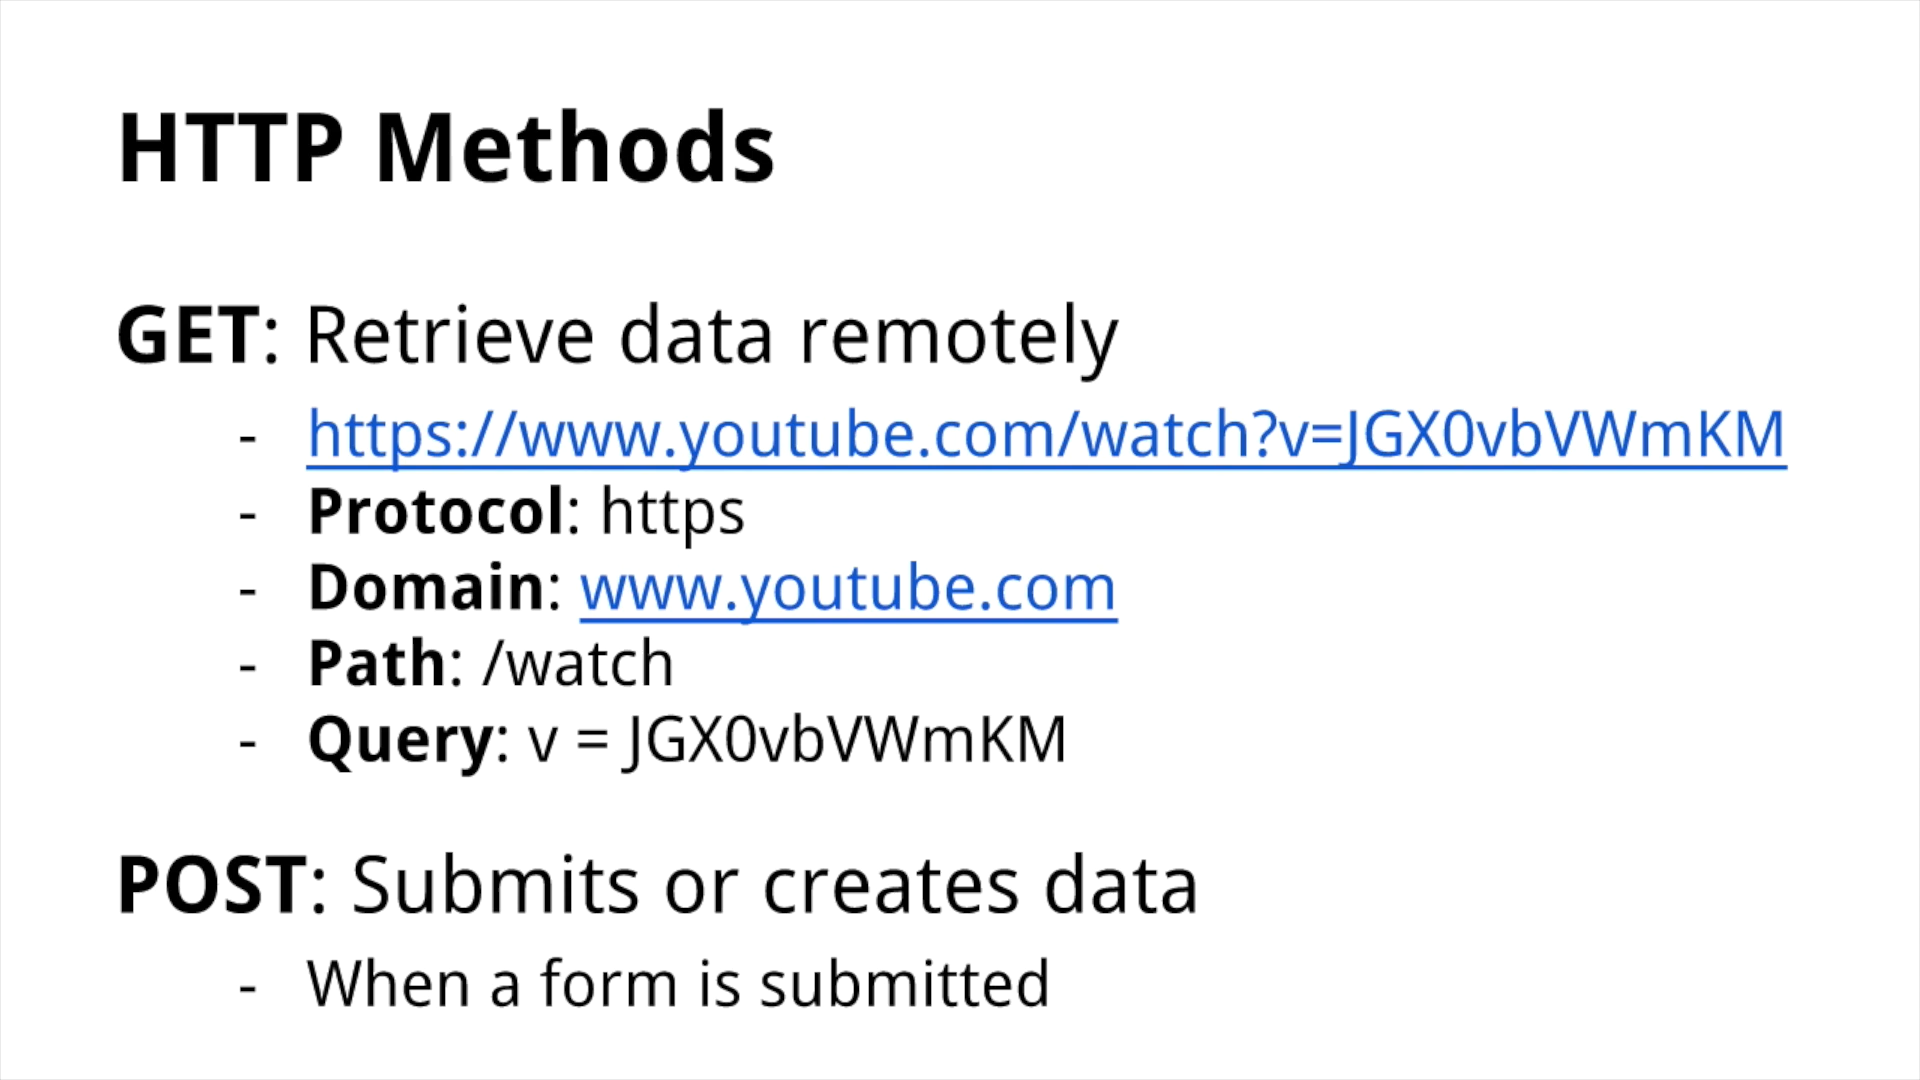 HTTP Methods
GET: Retrieve data remotely
- https://www.youtube.com/watch?v=JGX0vbVWmKM
- Protocol: https
- Domain: www.youtube.com
- Path: /watch
- Query: v = JGX0vbVWmKM
POST: Submits or creates data
- When a form is submitted